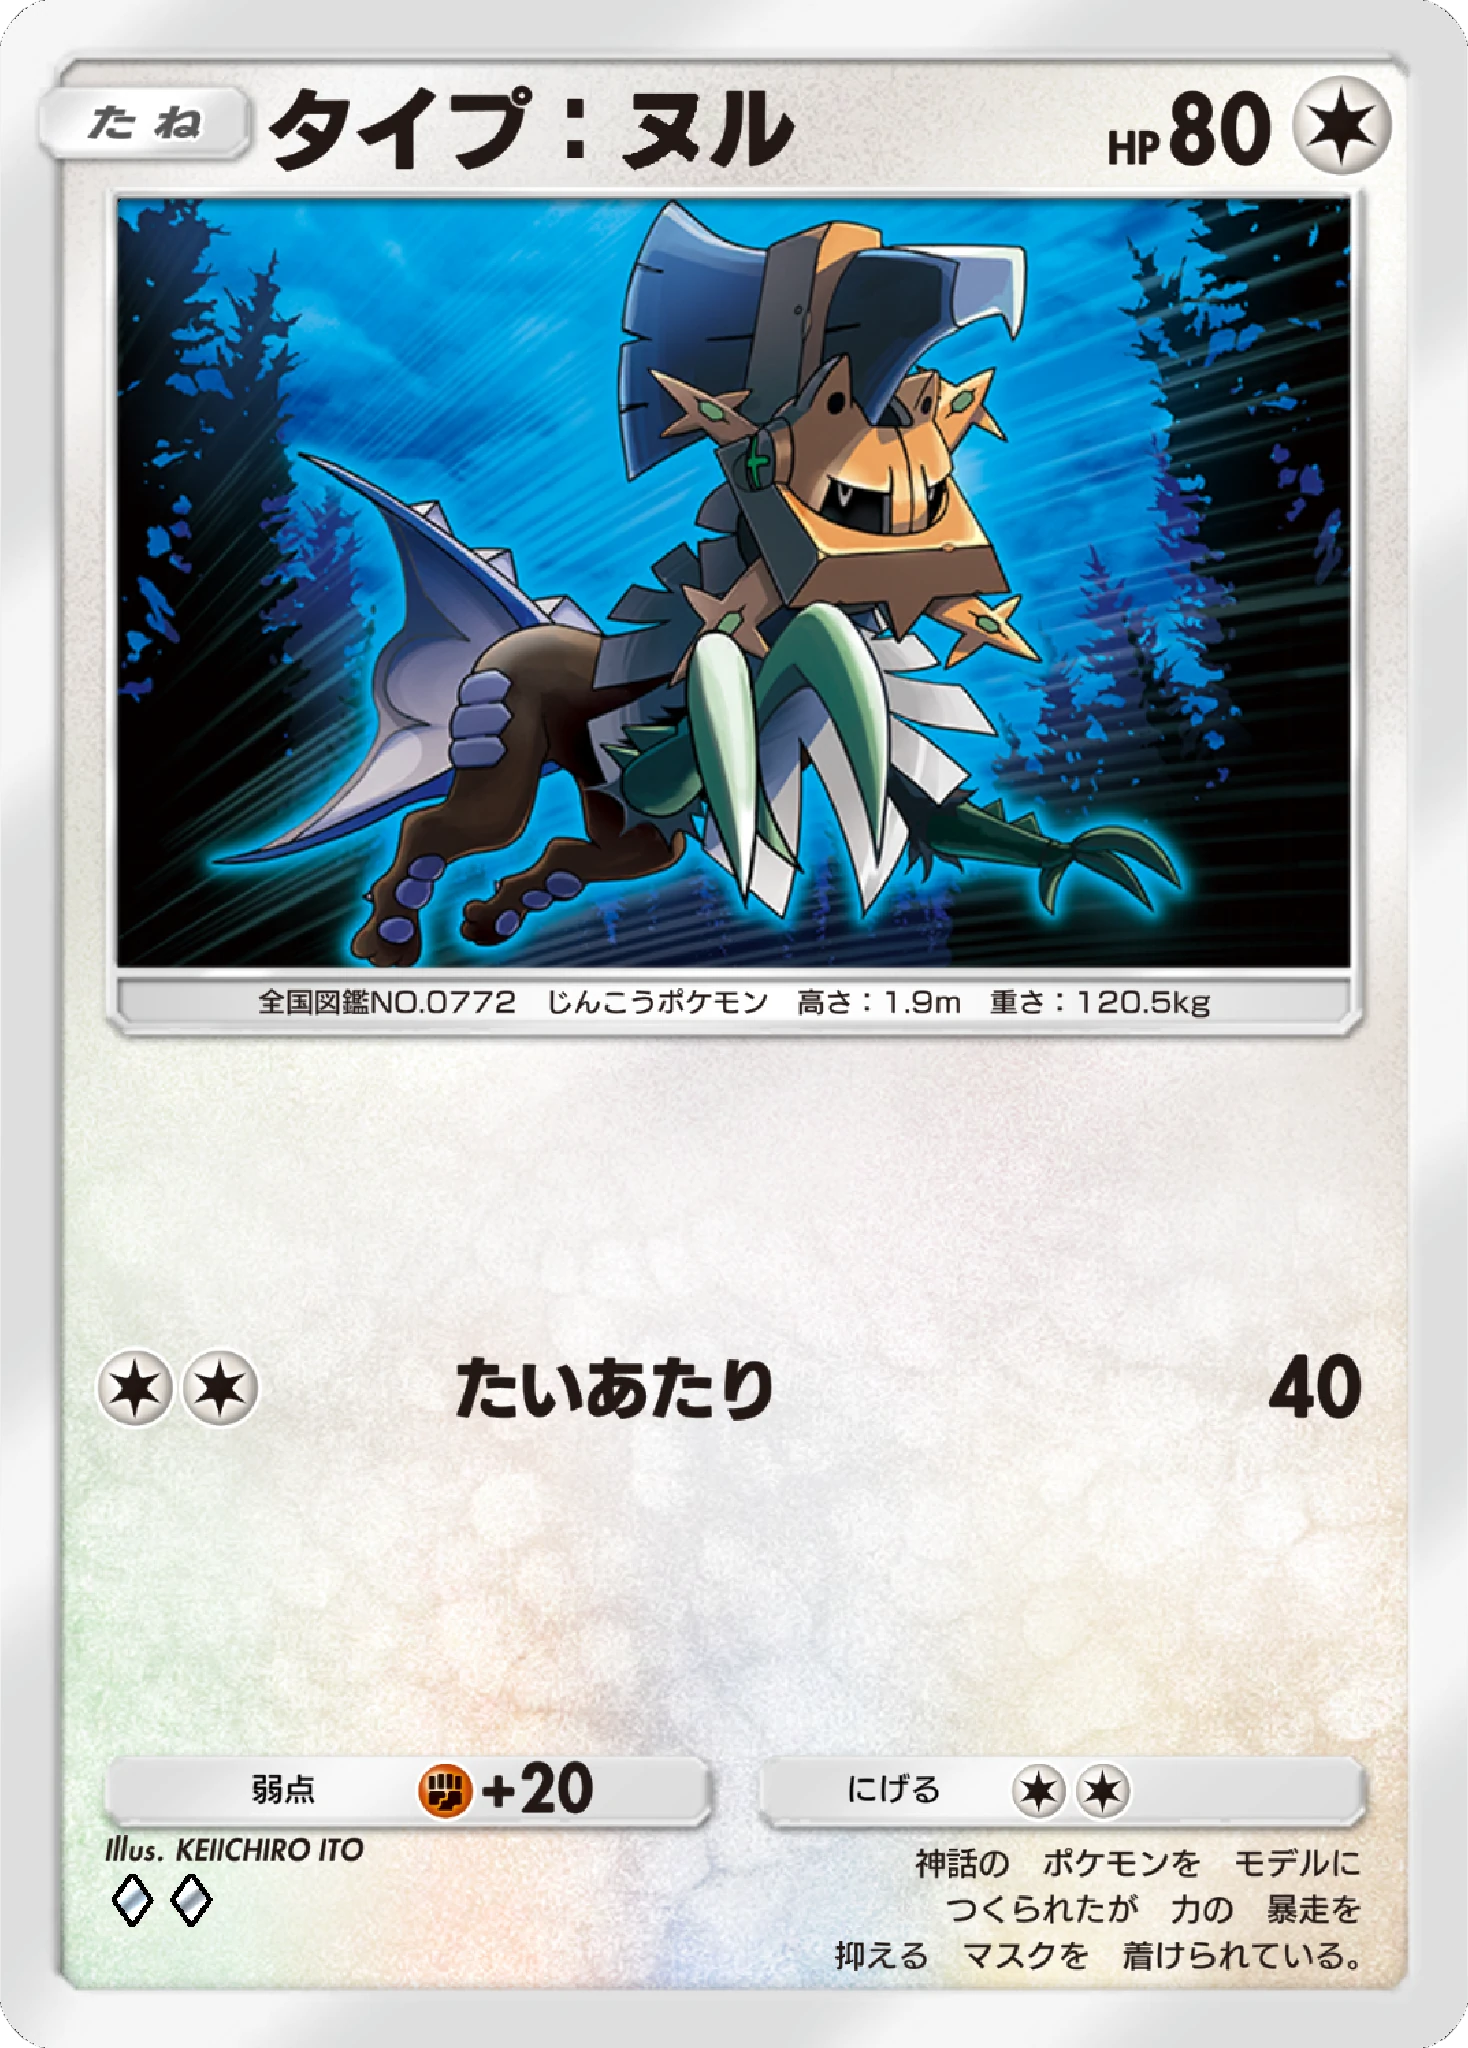 たね タイプ：ヌル HP80
全国図鑑NO.0772 じんこうポケモン 高さ：1.9m 重さ：120.5kg
たいあたり 40
弱点 +20 にげる
Illus. KEIICHIRO ITO
神話の ポケモンを モデルに
つくられたが 力の 暴走を
抑える マスクを 着けられている。